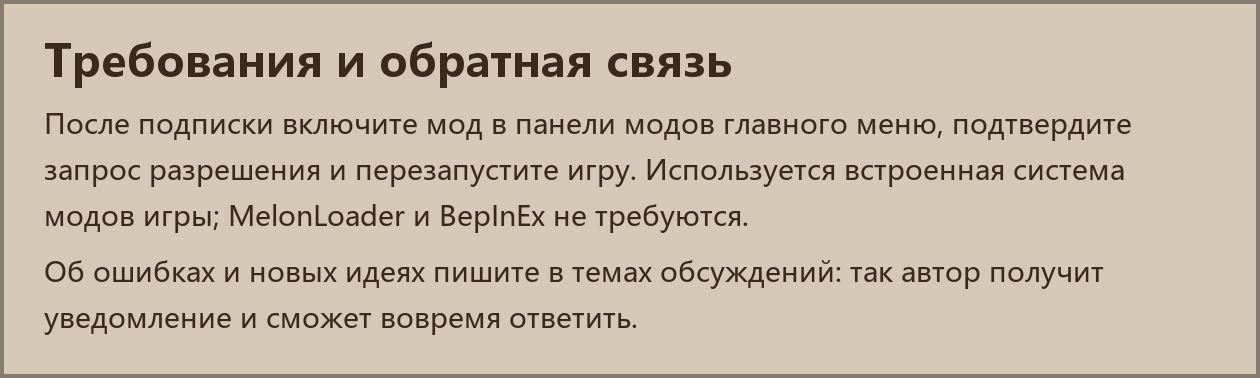 Требования и обратная связь
После подписки включите мод в панели модов главного меню, подтвердите
запрос разрешения и перезапустите игру. Используется встроенная система
модов игры; MelonLoader и BepInEx не требуются.
Об ошибках и новых идеях пишите в темах обсуждений: так автор получит
уведомление и сможет вовремя ответить.